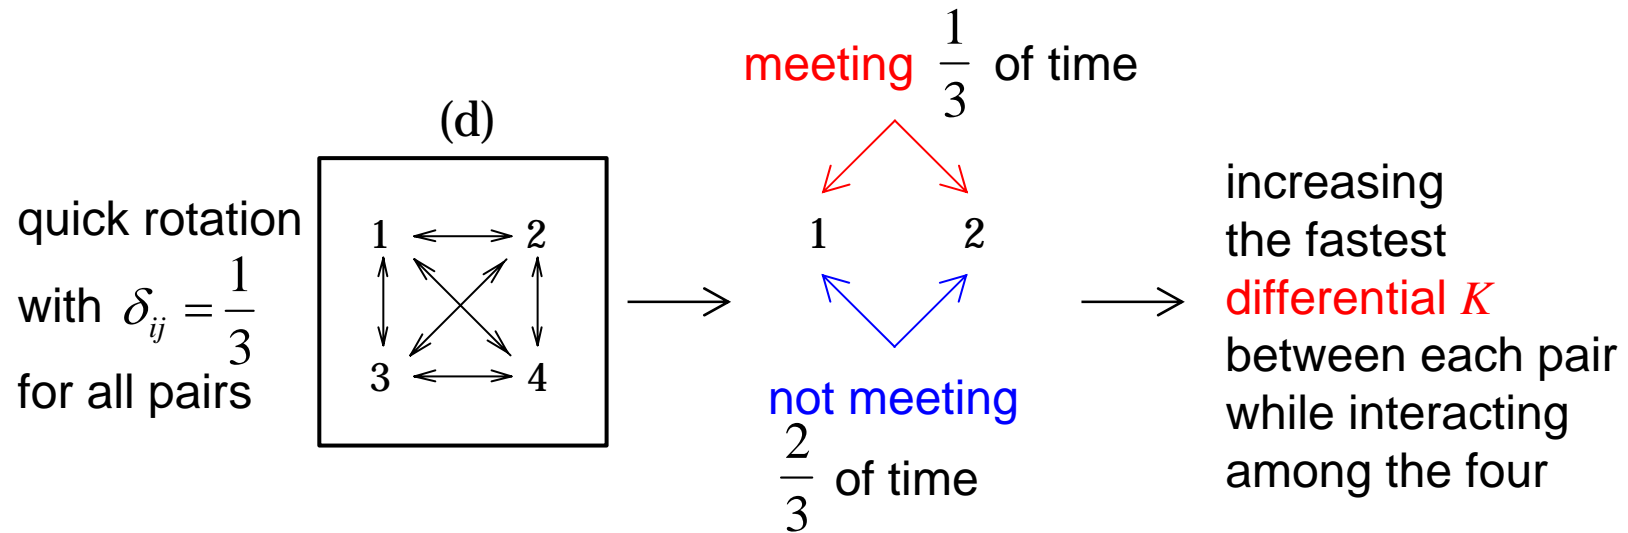 quick rotation
with δij = 1/3
for all pairs
(d)
1 2
3 4
meeting 1/3 of time
1 2
not meeting
2/3 of time
increasing
the fastest
differential K
between each pair
while interacting
among the four